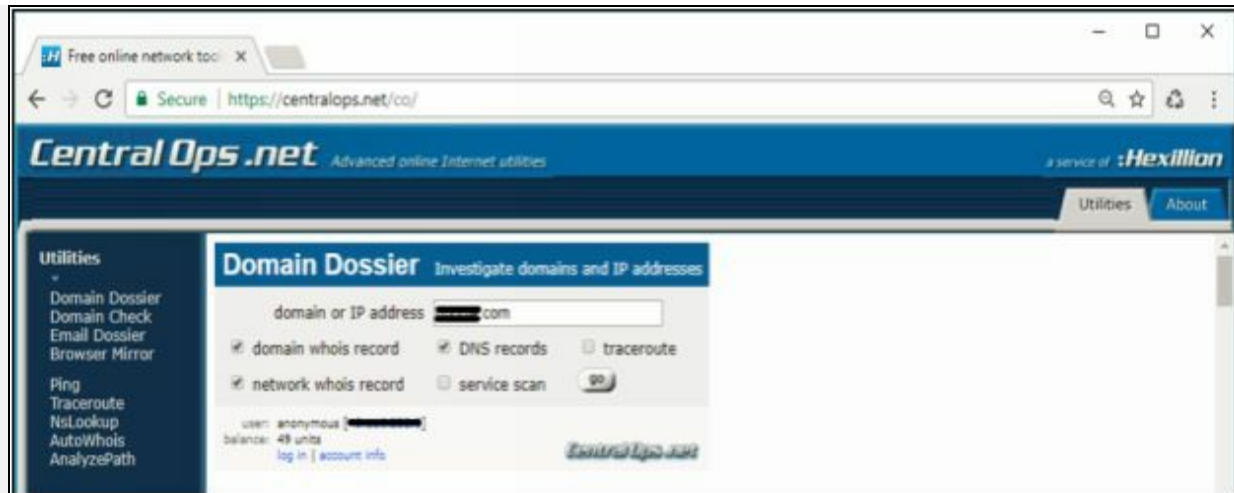 Free online network too
Secure | https://centralops.net/co/
Central Ops.net Advanced online Internet utilities
a service of :Hexillion
Utilities About
Utilities
Domain Dossier
Domain Check
Email Dossier
Browser Mirror
Ping
Traceroute
NsLookup
AutoWhois
AnalyzePath
Domain Dossier Investigate domains and IP addresses
domain or IP address .com
domain whois record DNS records traceroute
network whois record service scan go
user: anonymous [ ]
balance: 49 units
log in | account info
CentralOps.net